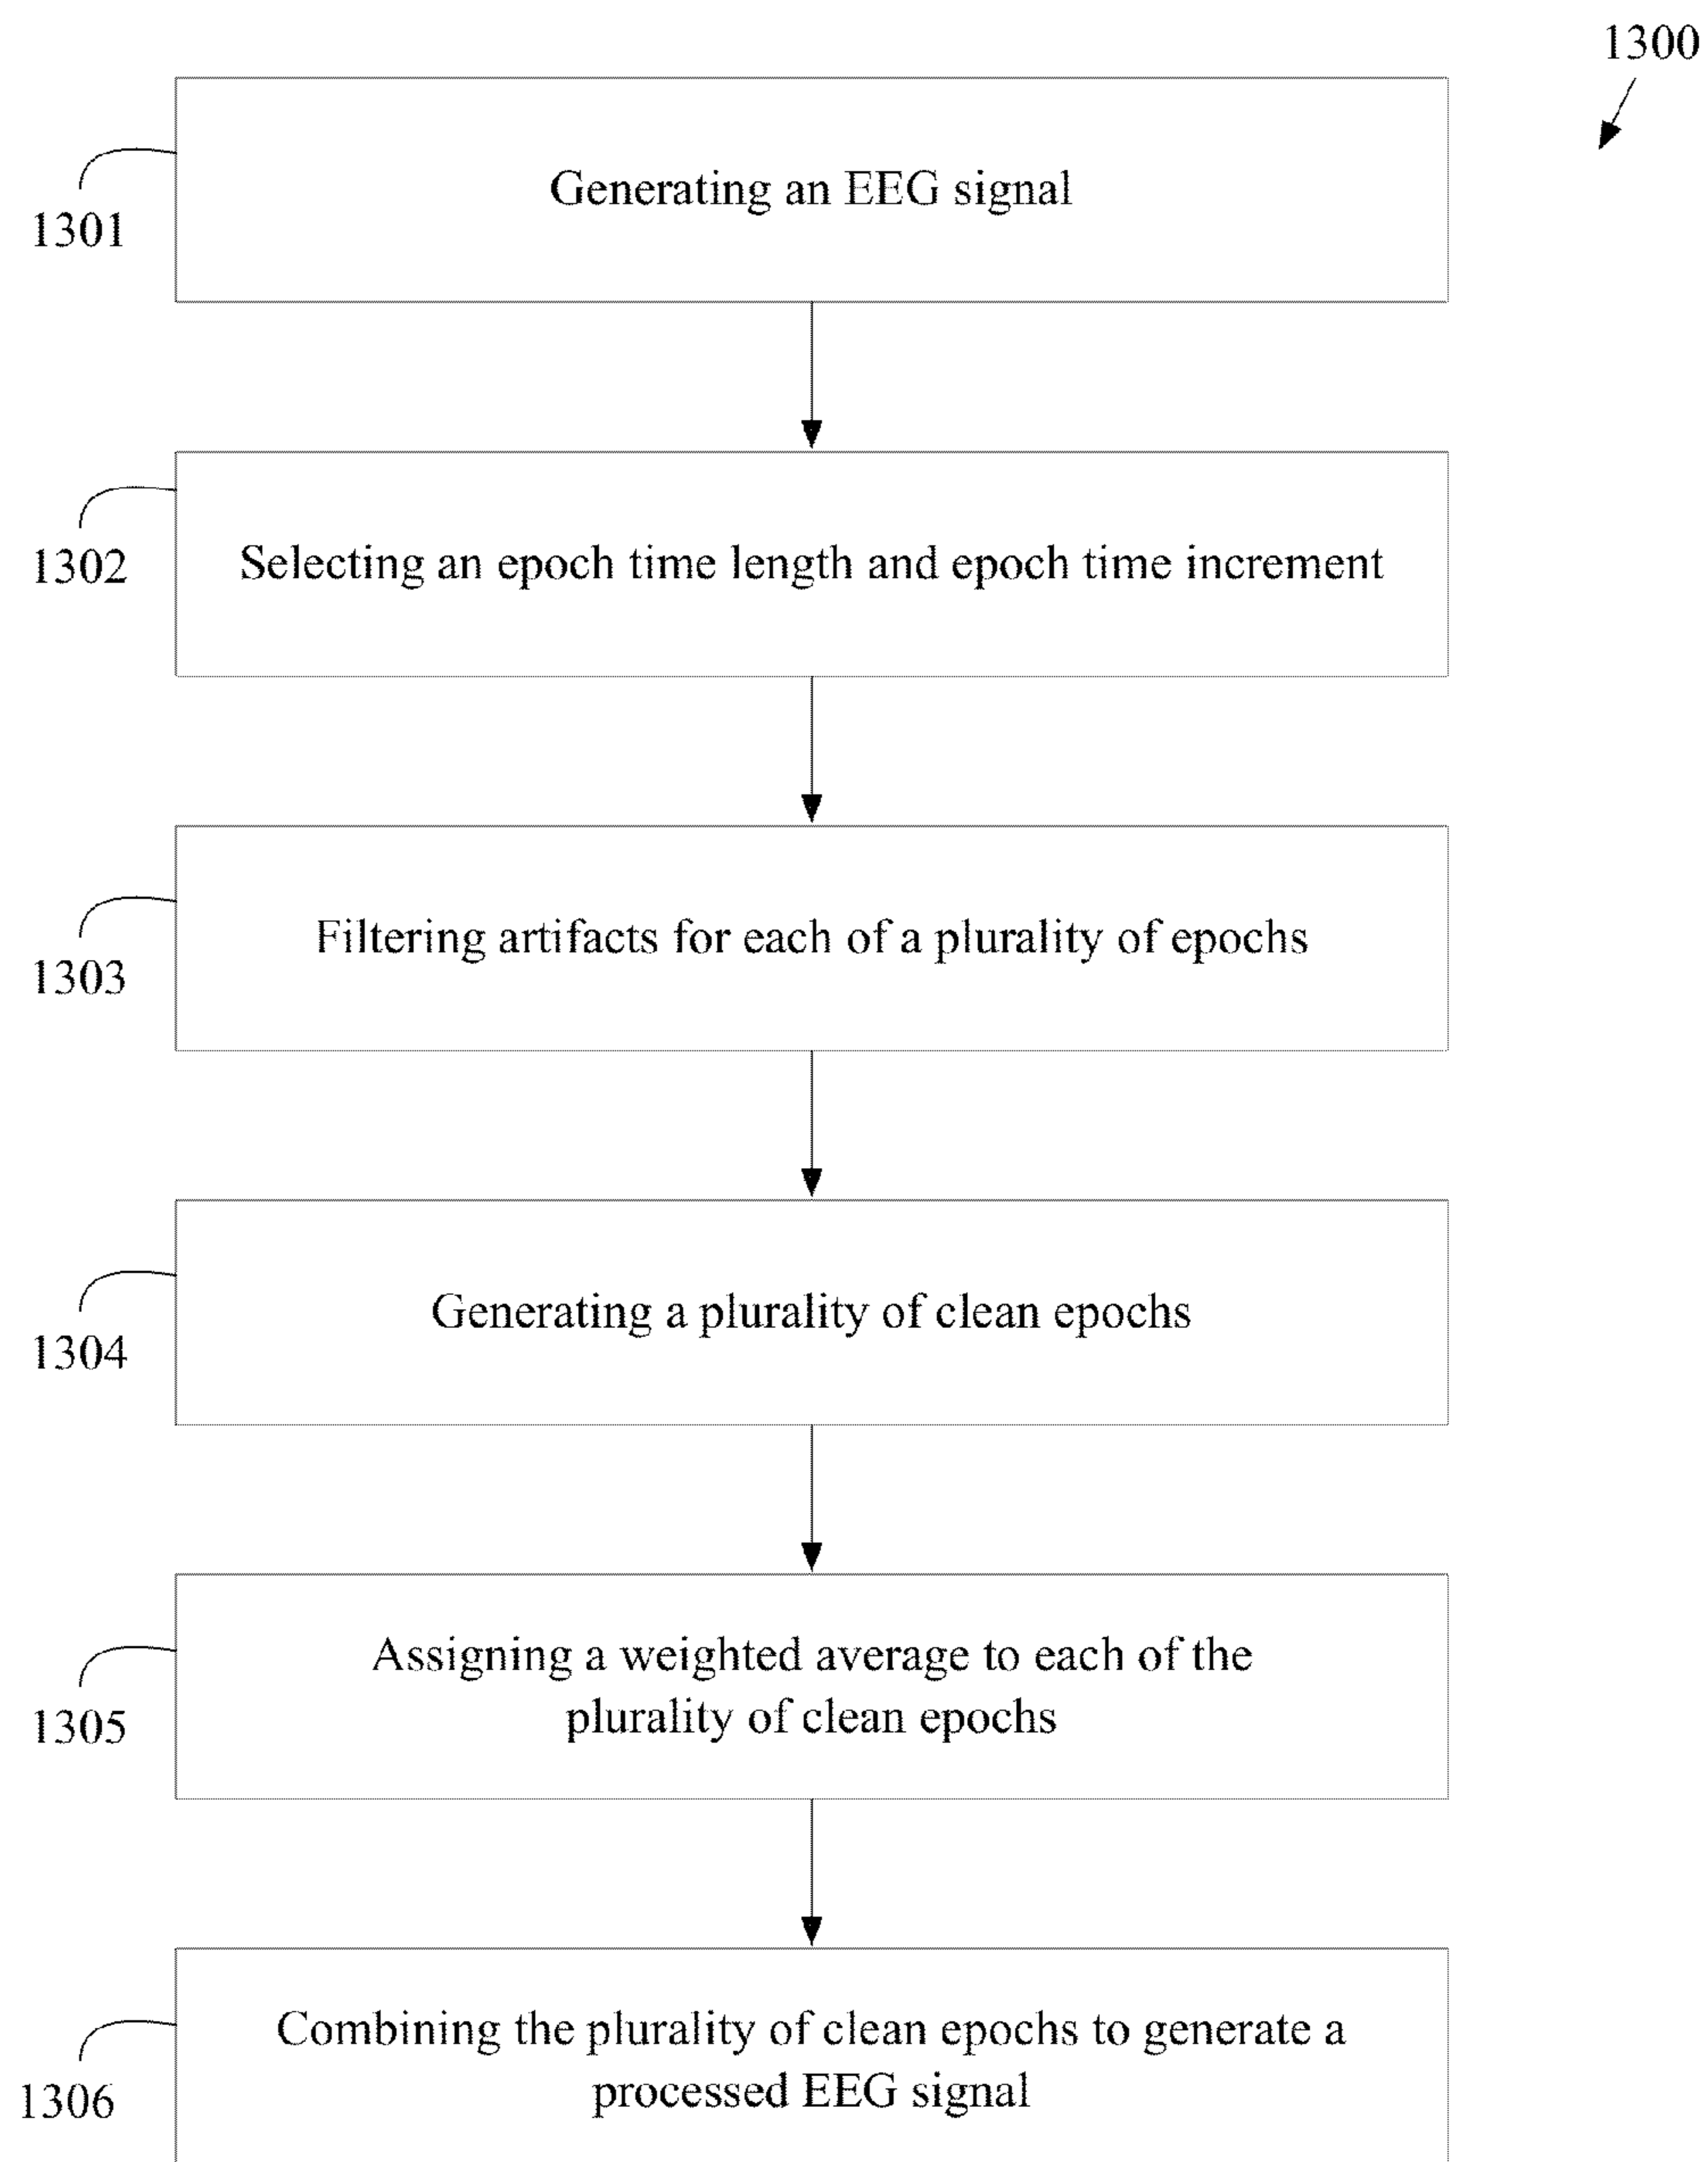 1300
Generating an EEG signal
1301
Selecting an epoch time length and epoch time increment
1302
Filtering artifacts for each of a plurality of epochs
1303
Generating a plurality of clean epochs
1304
Assigning a weighted average to each of the
plurality of clean epochs
1305
Combining the plurality of clean epochs to generate a
processed EEG signal
1306